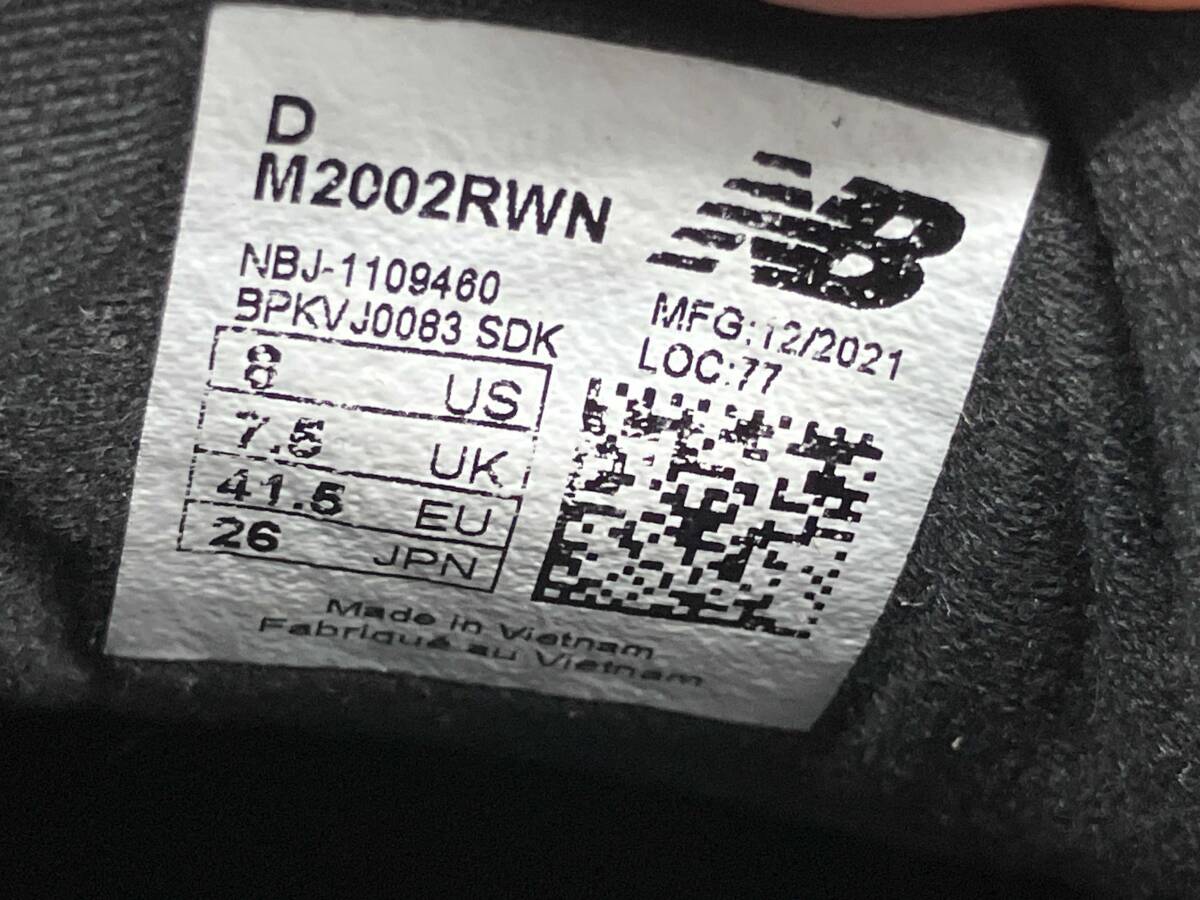 D
M2002RWN
NB
NBJ-1109460
BPKVJ0083 SDK
MFG:12/2021
LOC:77
8 US
7.5 UK
41.5 EU
26 JPN
Made in Vietnam
Fabriqué au Vietnam